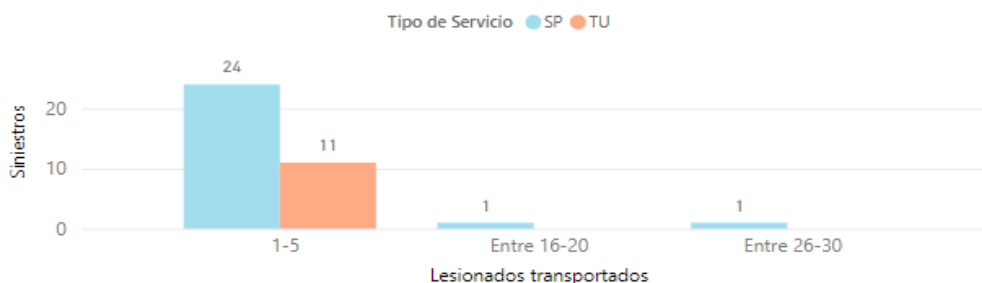 Tipo de Servicio SP TU
24
20
11
10
1
1
0
1-5 Entre 16-20 Entre 26-30
Siniestros
Lesionados transportados